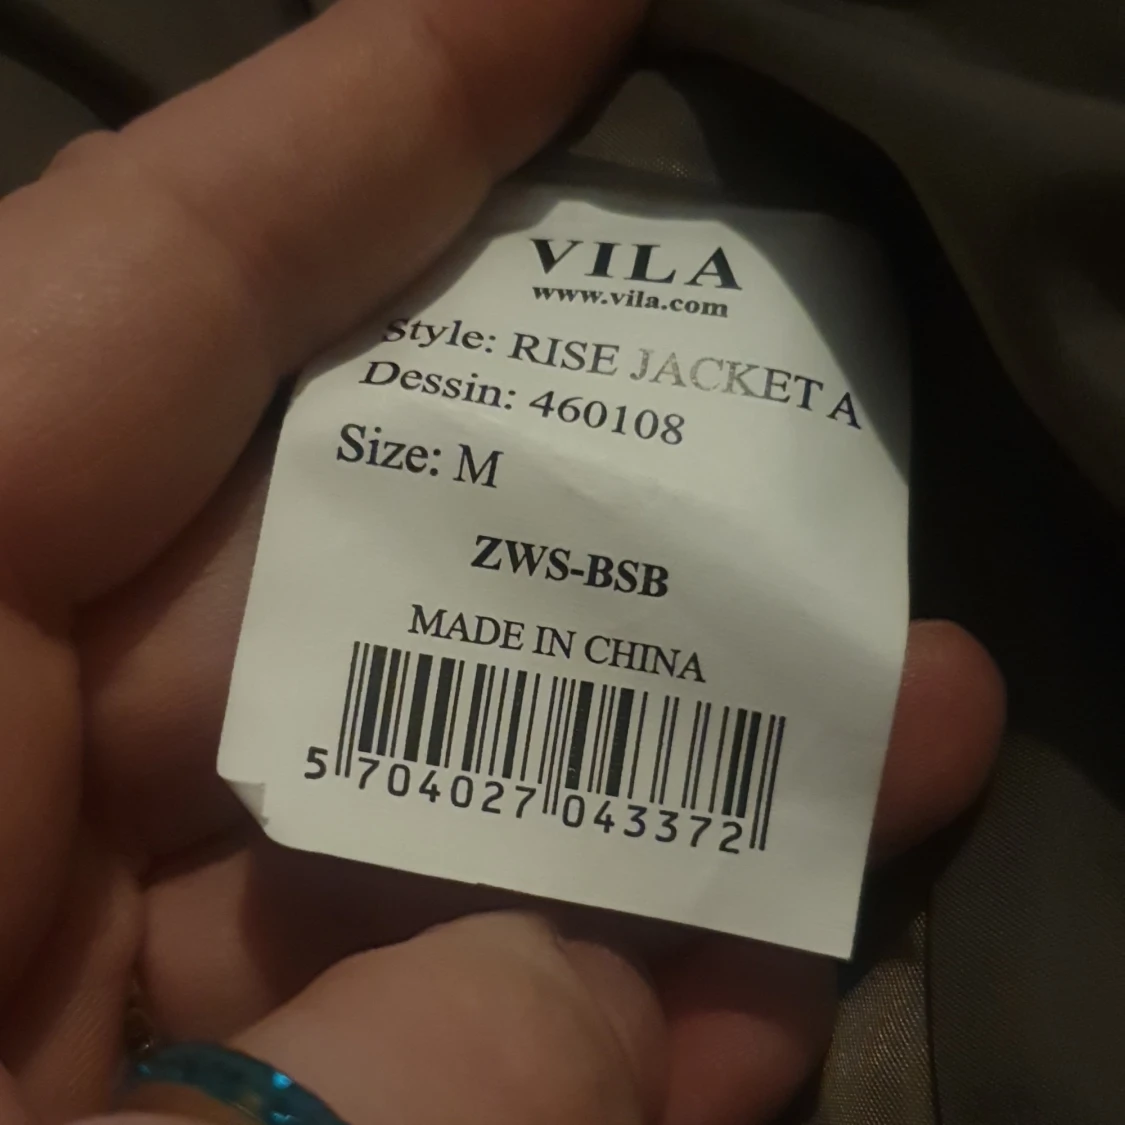 VILA
www.vila.com
Style: RISE JACKET A
Dessin: 460108
Size: M
ZWS-BSB
MADE IN CHINA
5 704027 043372